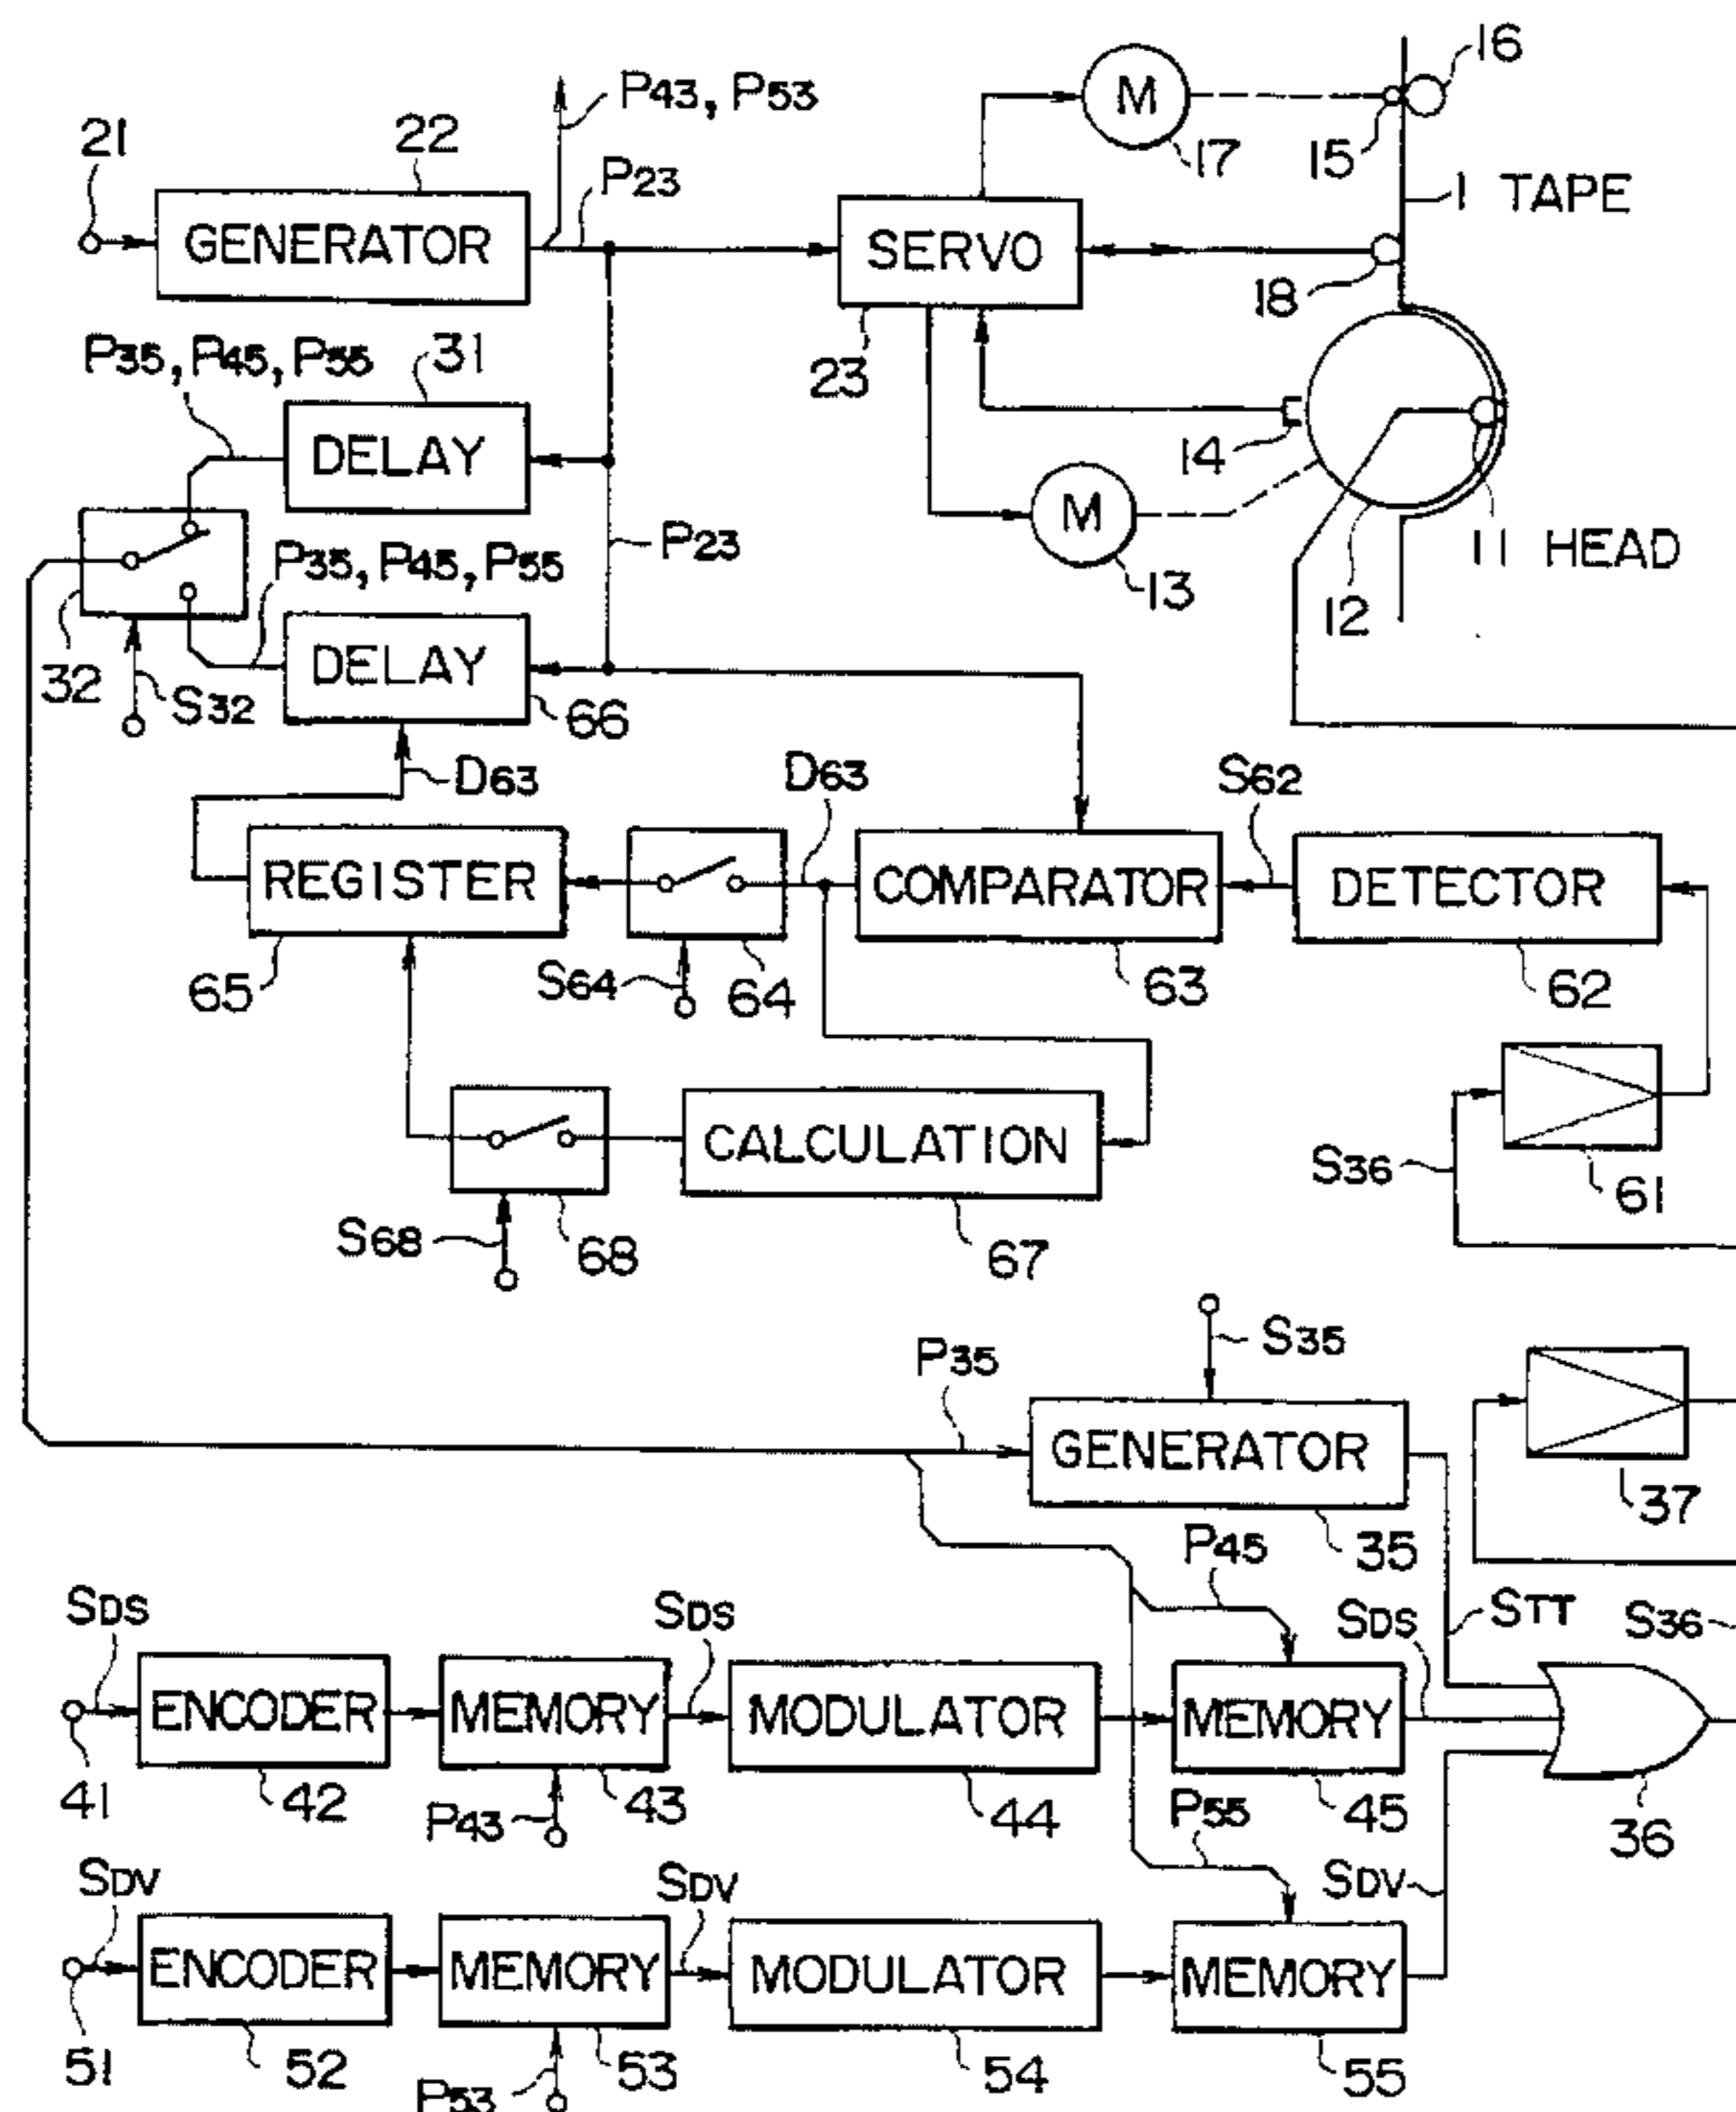 16
P43, P53
M
21
22
17
15
P23
1 TAPE
GENERATOR
SERVO
18
P35, P45, P55
31
23
DELAY
14
M
P23
11 HEAD
P35, P45, P55
13
12
32
DELAY
S32
66
D63
D63
S62
REGISTER
COMPARATOR
DETECTOR
65
S64
64
63
62
CALCULATION
S36
61
S68
68
67
S35
P35
GENERATOR
37
35
P45
SDS
SDS
SDS
STT
S36
ENCODER
MEMORY
MODULATOR
MEMORY
41
42
P43
43
44
P55
45
36
SDV
SDV
SDV
ENCODER
MEMORY
MODULATOR
MEMORY
51
52
P53
53
54
55